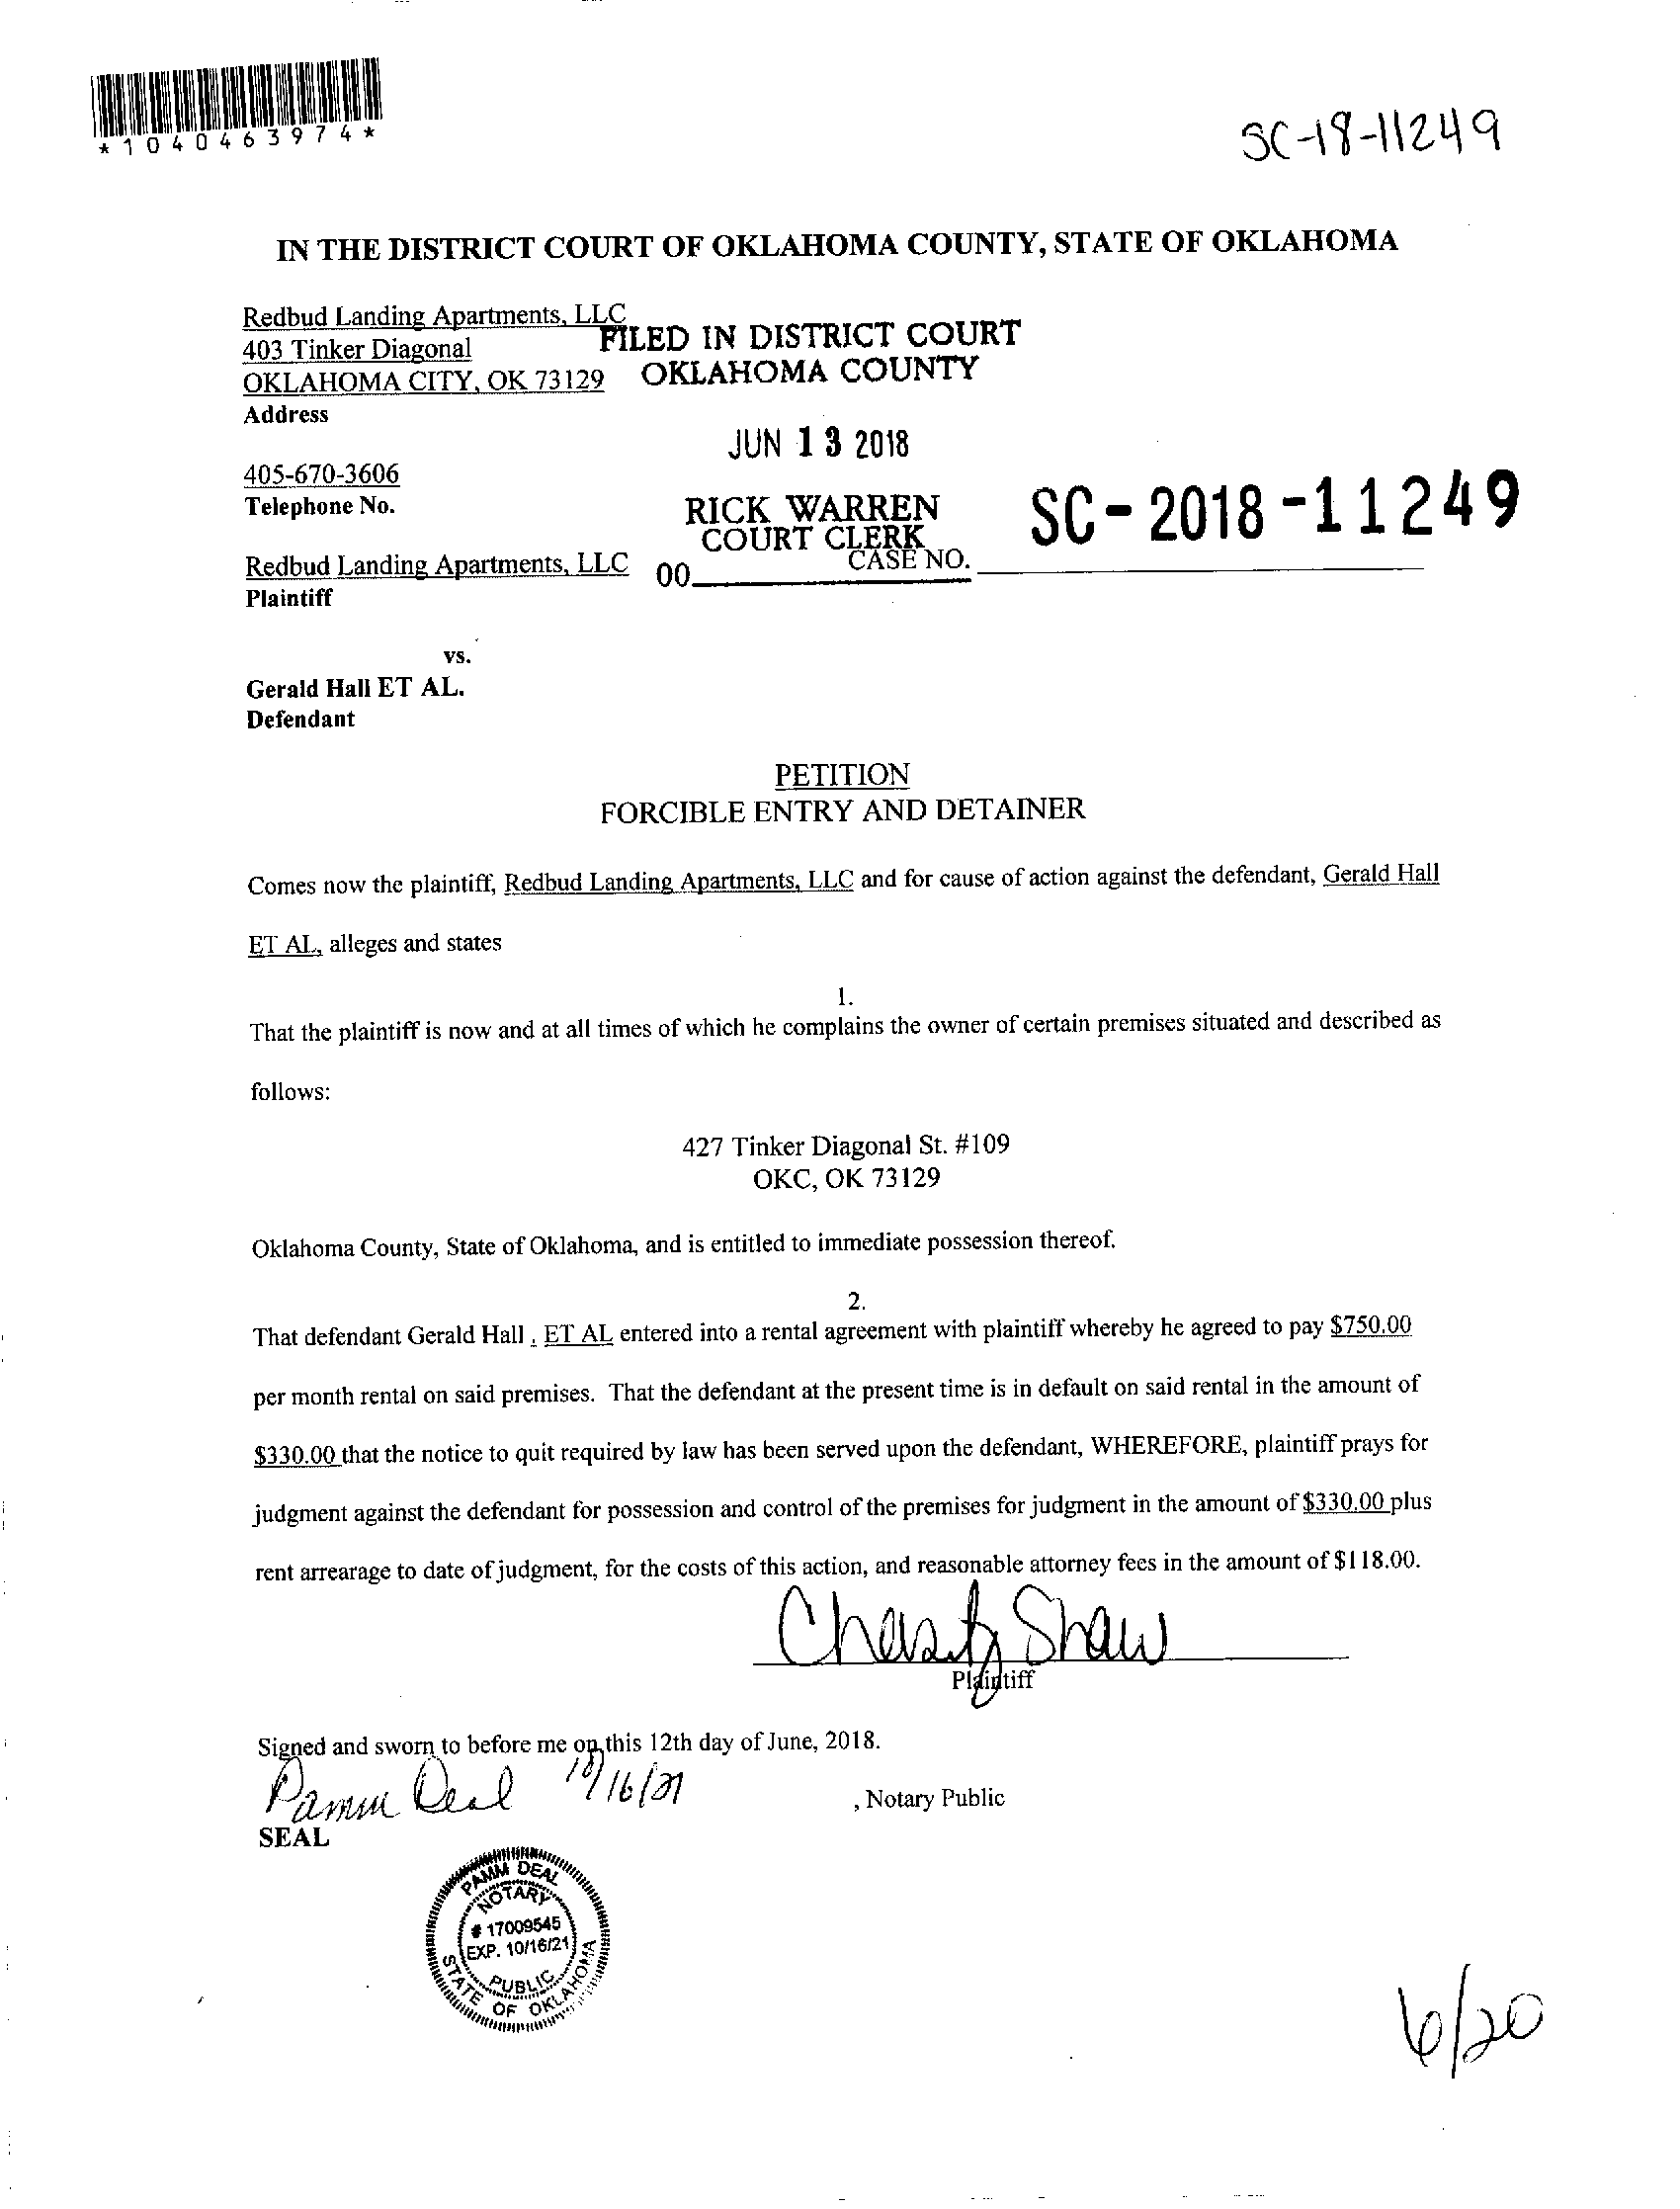 *1040463974*
SC-18-11249
IN THE DISTRICT COURT OF OKLAHOMA COUNTY, STATE OF OKLAHOMA
Redbud Landing Apartments, LLC
403 Tinker Diagonal
OKLAHOMA CITY, OK 73129
Address
FILED IN DISTRICT COURT
OKLAHOMA COUNTY
JUN 13 2018
405-670-3606
Telephone No.
RICK WARREN
COURT CLERK
SC-2018-11249
Redbud Landing Apartments, LLC
Plaintiff
00
CASE NO.
vs.
Gerald Hall ET AL.
Defendant
PETITION
FORCIBLE ENTRY AND DETAINER
Comes now the plaintiff, Redbud Landing Apartments, LLC and for cause of action against the defendant, Gerald Hall
ET AL, alleges and states
1.
That the plaintiff is now and at all times of which he complains the owner of certain premises situated and described as
follows:
427 Tinker Diagonal St. #109
OKC, OK 73129
Oklahoma County, State of Oklahoma, and is entitled to immediate possession thereof.
2.
That defendant Gerald Hall , ET AL entered into a rental agreement with plaintiff whereby he agreed to pay $750.00
per month rental on said premises. That the defendant at the present time is in default on said rental in the amount of
$330.00 that the notice to quit required by law has been served upon the defendant, WHEREFORE, plaintiff prays for
judgment against the defendant for possession and control of the premises for judgment in the amount of $330.00 plus
rent arrearage to date of judgment, for the costs of this action, and reasonable attorney fees in the amount of $118.00.
Chasity Shaw
Plaintiff
Signed and sworn to before me on this 12th day of June, 2018.
Pamm Deal 10/16/21
, Notary Public
SEAL
PAMM DEAL
NOTARY
# 17009545
EXP. 10/16/21
PUBLIC
STATE OF OKLAHOMA
6/20